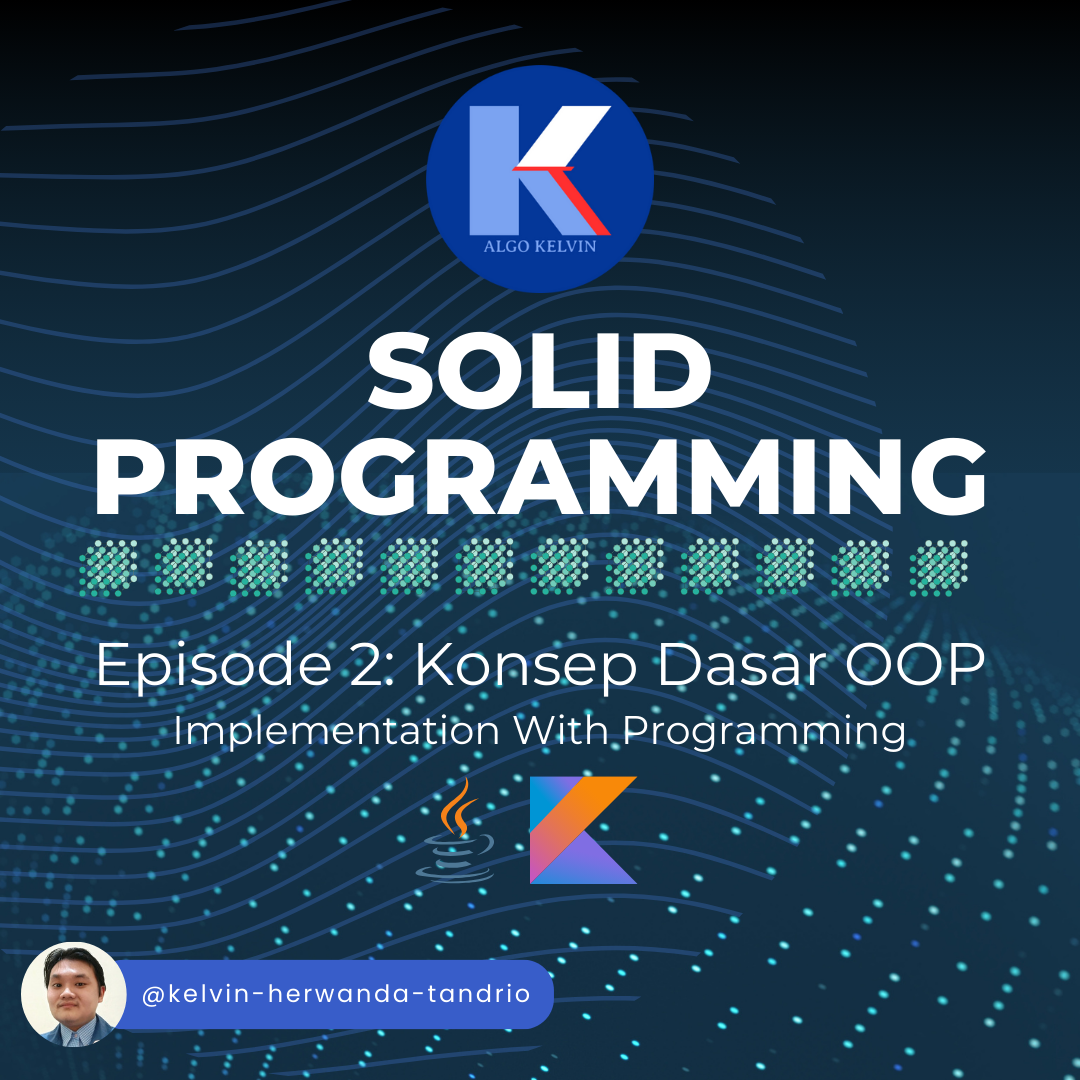 ALGO KELVIN
SOLID
PROGRAMMING
Episode 2: Konsep Dasar OOP
Implementation With Programming
@kelvin-herwanda-tandrio